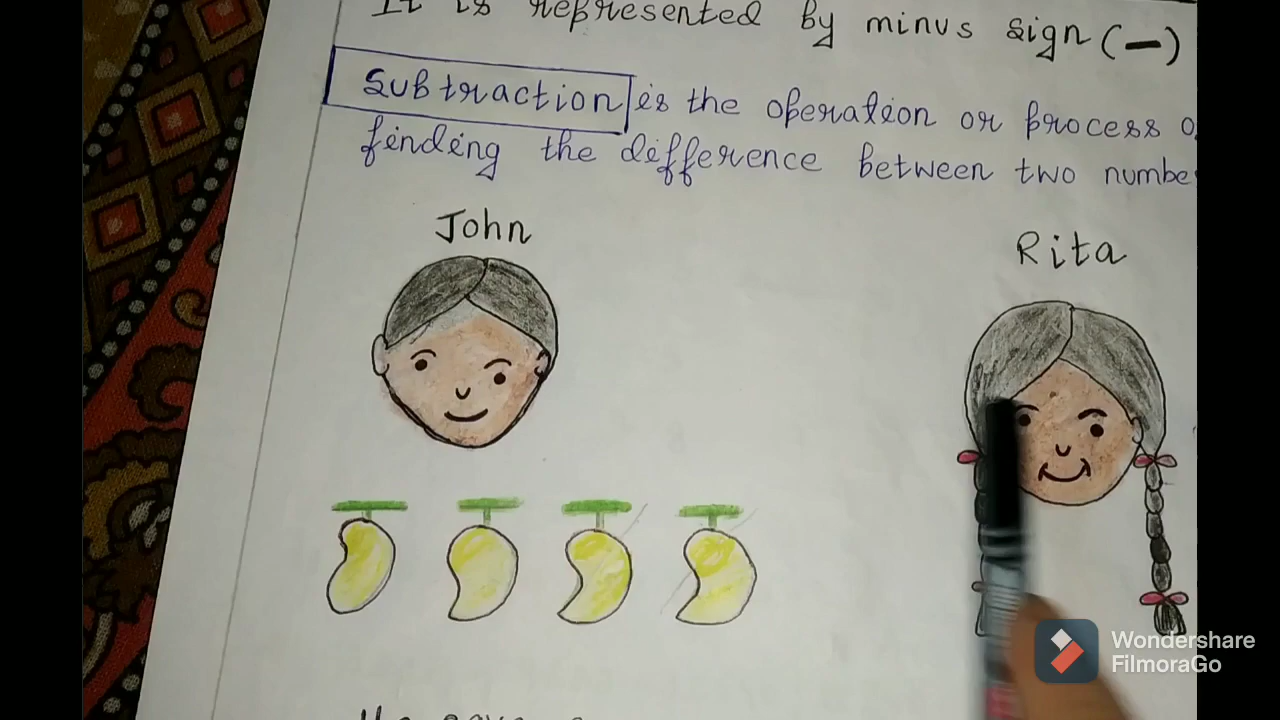 It is represented by minus sign (−)
Subtraction is the operation or process
finding the difference between two numbe
John
Rita
Wondershare
FilmoraGo